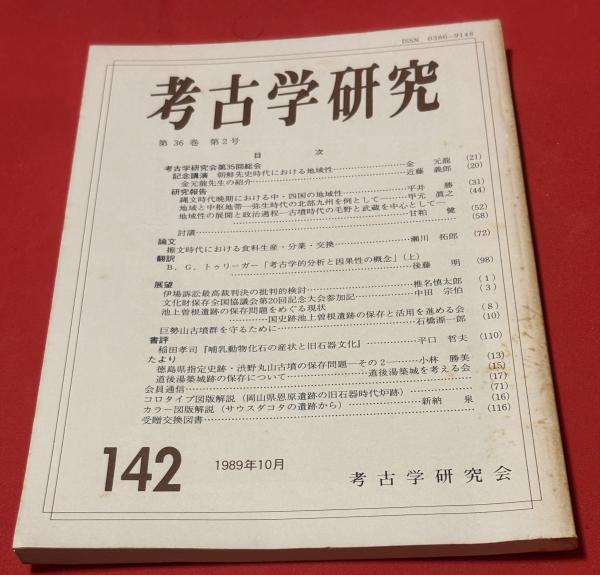 ISSN 0386-9148
考古学研究
第 36 巻 第 2 号
目 次
考古学研究会第35回総会
記念講演 朝鮮先史時代における地域性……金 元龍 (21)
金元龍先生の紹介……近藤 義郎 (20)
研究報告
縄文時代晩期における中・四国の地域性……平井 勝 (31)
地域と中枢地帯―弥生時代の北部九州を例として―……甲元 眞之 (44)
地域性の展開と政治過程―古墳時代の毛野と武蔵を中心として―
……甘粕 健 (52)
討議……(58)
論文
擦文時代における食料生産・分業・交換……瀬川 拓郎 (72)
翻訳
B. G. トゥリーガー「考古学的分析と因果性の概念」(上)
……後藤 明 (98)
展望
伊場訴訟最高裁判決の批判的検討……椎名慎太郎 (1)
文化財保存全国協議会第20回記念大会参加記……中田 宗伯 (3)
池上曽根遺跡の保存問題をめぐる現状
……国史跡池上曽根遺跡の保存と活用を進める会 (8)
巨勢山古墳群を守るために……石橋源一郎 (10)
書評
稲田孝司『哺乳動物化石の産状と旧石器文化』……平口 哲夫 (110)
たより
徳島県指定史跡・渋野丸山古墳の保存問題―その2―……小林 勝美 (13)
道後湯築城跡の保存について……道後湯築城を考える会 (15)
会員通信……(17)
コロタイプ図版解説(岡山県恩原遺跡の旧石器時代炉跡)……(71)
カラー図版解説(サウスダコタの遺跡から)……新納 泉 (16)
受贈交換図書……(116)
142
1989年10月
考古学研究会